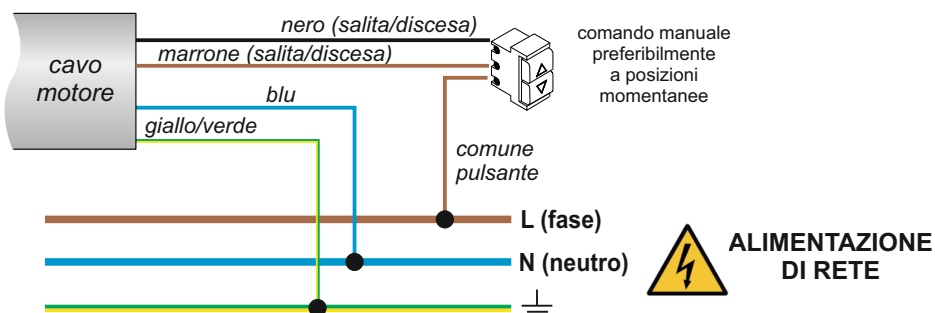 nero (salita/discesa)
marrone (salita/discesa)
cavo
motore
blu
giallo/verde
comando manuale
preferibilmente
a posizioni
momentanee
comune
pulsante
L (fase)
N (neutro)
ALIMENTAZIONE
DI RETE